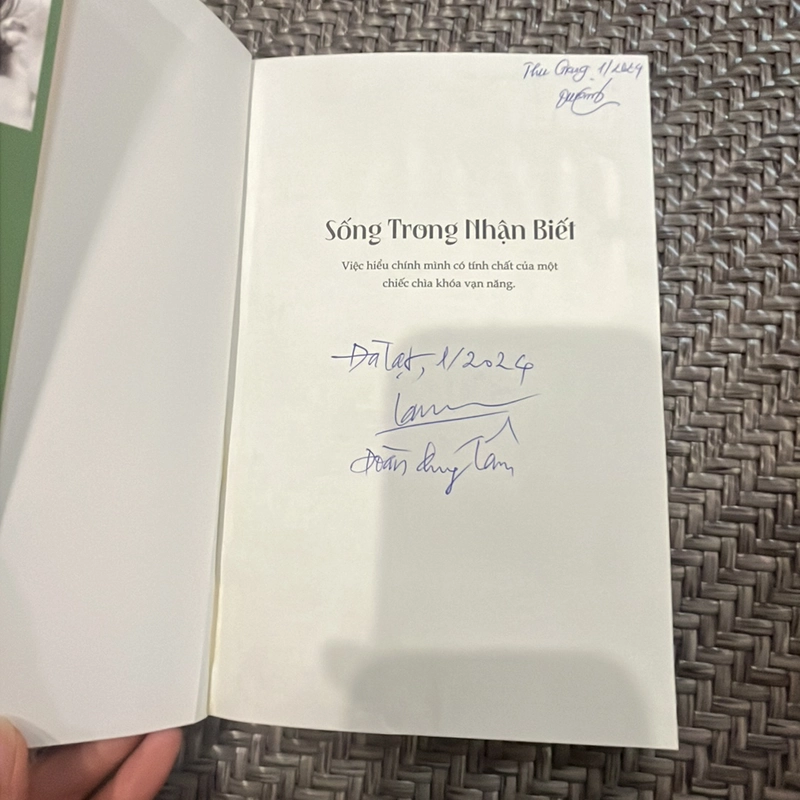 Thu Giang 1/2024
Sống Trong Nhận Biết
Việc hiểu chính mình có tính chất của một
chiếc chìa khóa vạn năng.
Đà Lạt, 1/2024
Đoàn Tâm